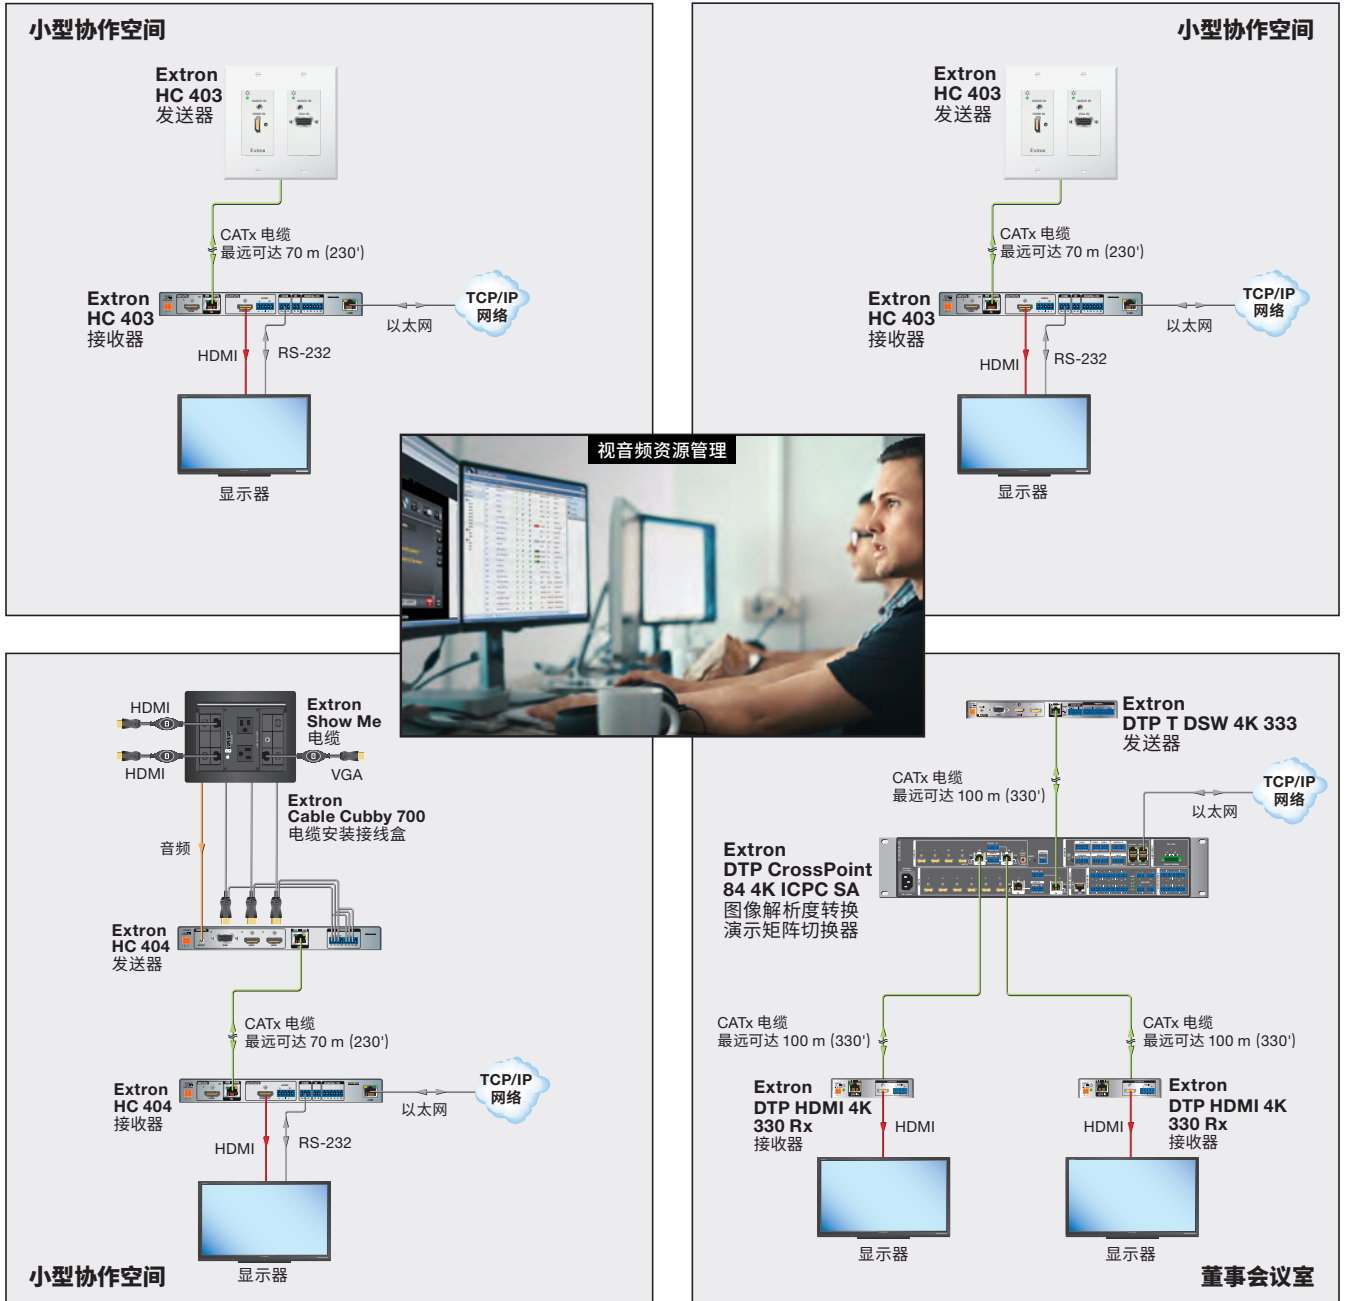 小型协作空间
Extron
HC 403
发送器
CATx 电缆
最远可达 70 m (230')
Extron
HC 403
接收器
TCP/IP
网络
以太网
HDMI
RS-232
显示器
小型协作空间
Extron
HC 403
发送器
CATx 电缆
最远可达 70 m (230')
Extron
HC 403
接收器
TCP/IP
网络
以太网
HDMI
RS-232
显示器
视音频资源管理
HDMI
HDMI
Extron
Show Me
电缆
VGA
Extron
Cable Cubby 700
电缆安装接线盒
音频
Extron
HC 404
发送器
CATx 电缆
最远可达 70 m (230')
Extron
HC 404
接收器
TCP/IP
网络
以太网
HDMI
RS-232
显示器
小型协作空间
Extron
DTP T DSW 4K 333
发送器
CATx 电缆
最远可达 100 m (330')
TCP/IP
网络
以太网
Extron
DTP CrossPoint
84 4K ICPC SA
图像解析度转换
演示矩阵切换器
CATx 电缆
最远可达 100 m (330')
CATx 电缆
最远可达 100 m (330')
Extron
DTP HDMI 4K
330 Rx
接收器
HDMI
Extron
DTP HDMI 4K
330 Rx
接收器
HDMI
显示器
显示器
董事会议室